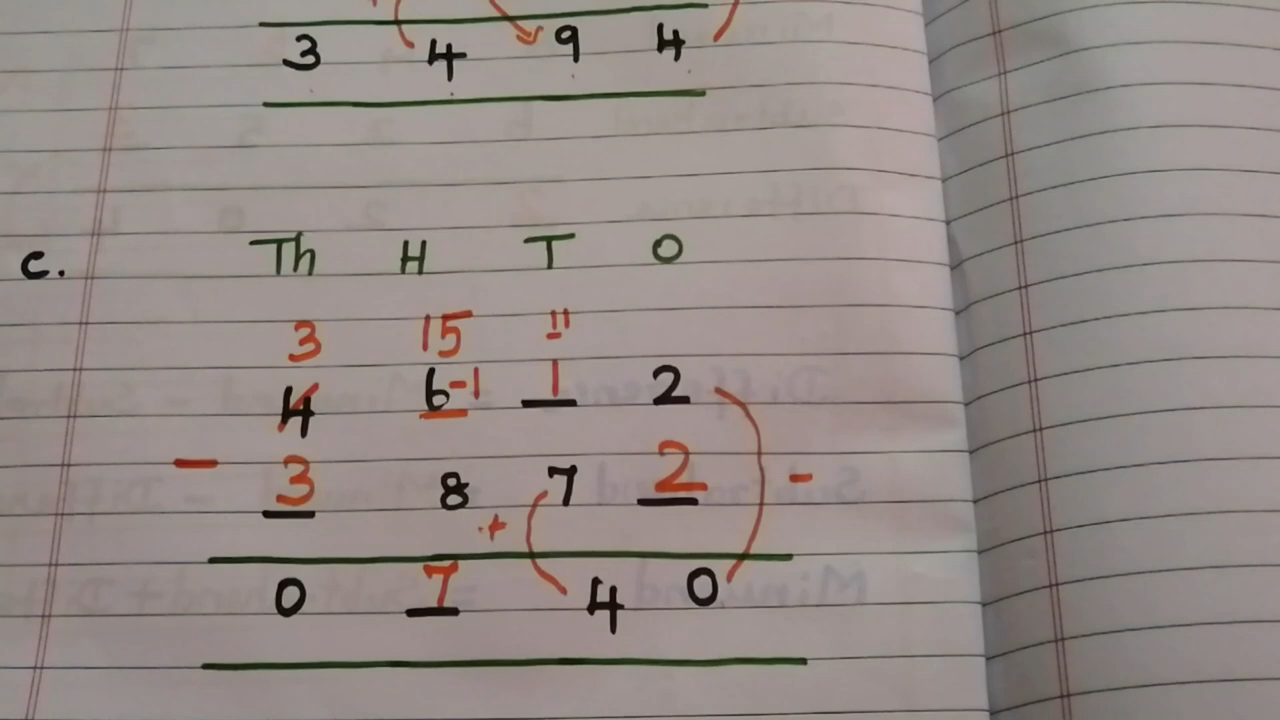 3 4 9 4
c. Th H T O
3 15 11
4 6-1 1 2
- 3 8 7 2 -
+
0 7 4 0